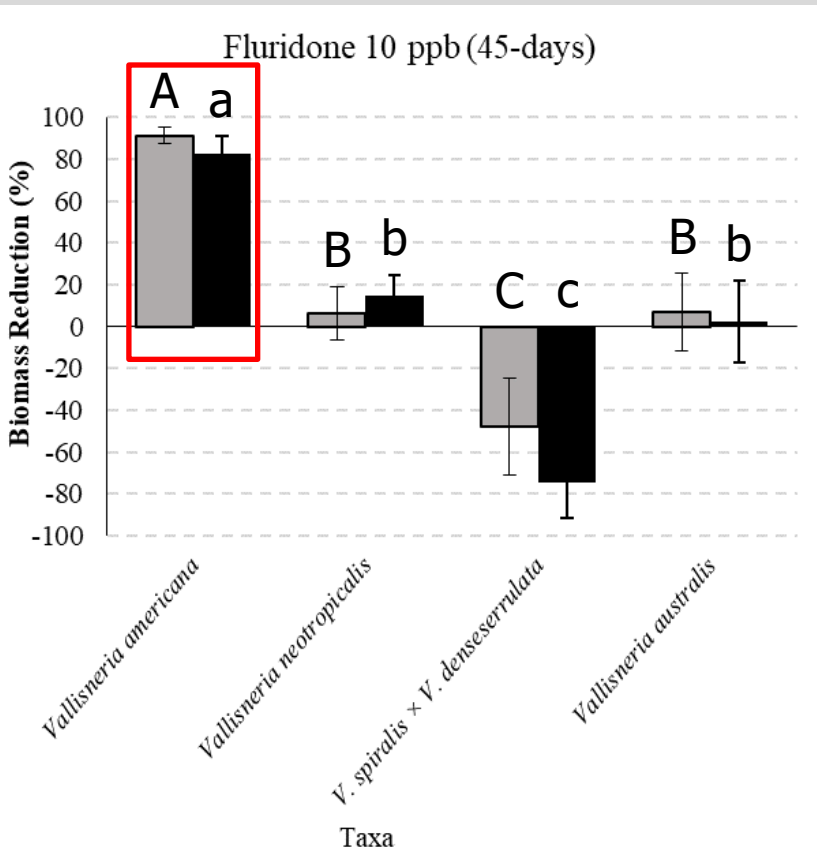 Fluridone 10 ppb (45-days)
A a
B b
C c
B b
Biomass Reduction (%)
100
80
60
40
20
0
-20
-40
-60
-80
-100
Vallisneria americana
Vallisneria neotropicalis
V. spiralis × V. denseserrulata
Vallisneria australis
Taxa